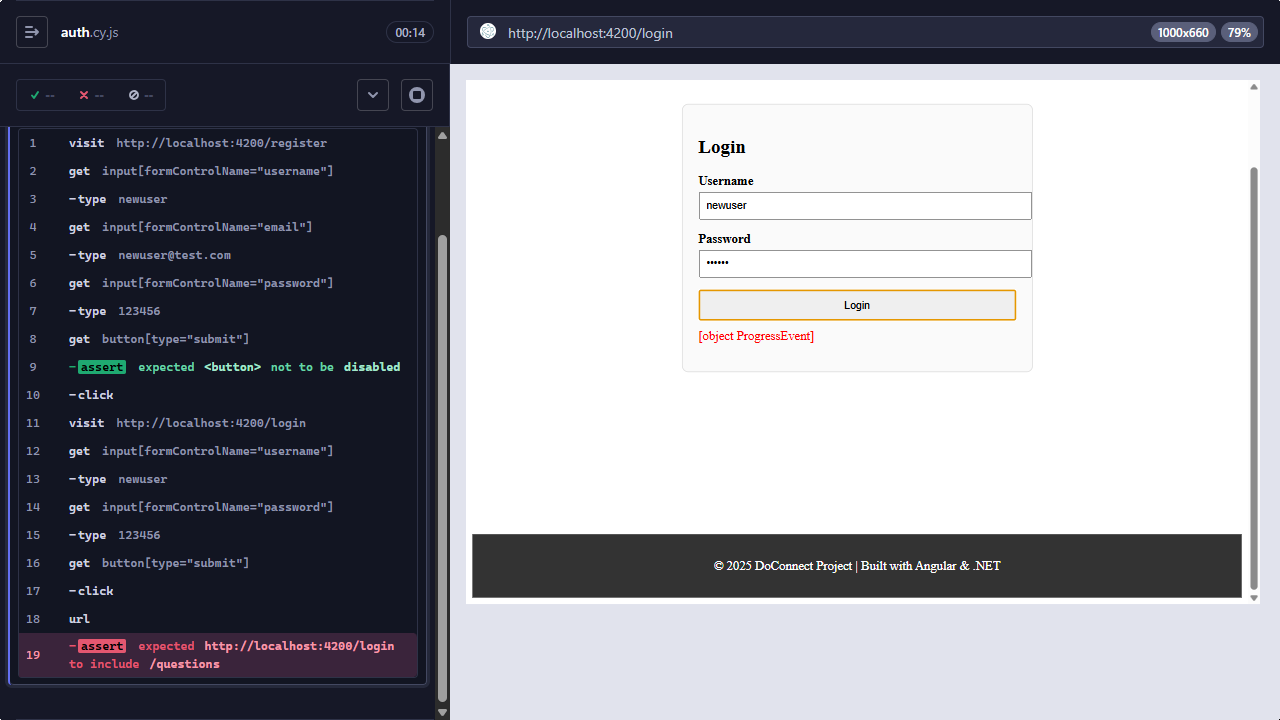 auth.cy.js
00:14
-- -- --
1 visit http://localhost:4200/register
2 get input[formControlName="username"]
3 -type newuser
4 get input[formControlName="email"]
5 -type newuser@test.com
6 get input[formControlName="password"]
7 -type 123456
8 get button[type="submit"]
9 -assert expected <button> not to be disabled
10 -click
11 visit http://localhost:4200/login
12 get input[formControlName="username"]
13 -type newuser
14 get input[formControlName="password"]
15 -type 123456
16 get button[type="submit"]
17 -click
18 url
19 -assert expected http://localhost:4200/login
to include /questions
http://localhost:4200/login
1000x660 79%
Login
Username
newuser
Password
••••••
Login
[object ProgressEvent]
© 2025 DoConnect Project | Built with Angular & .NET